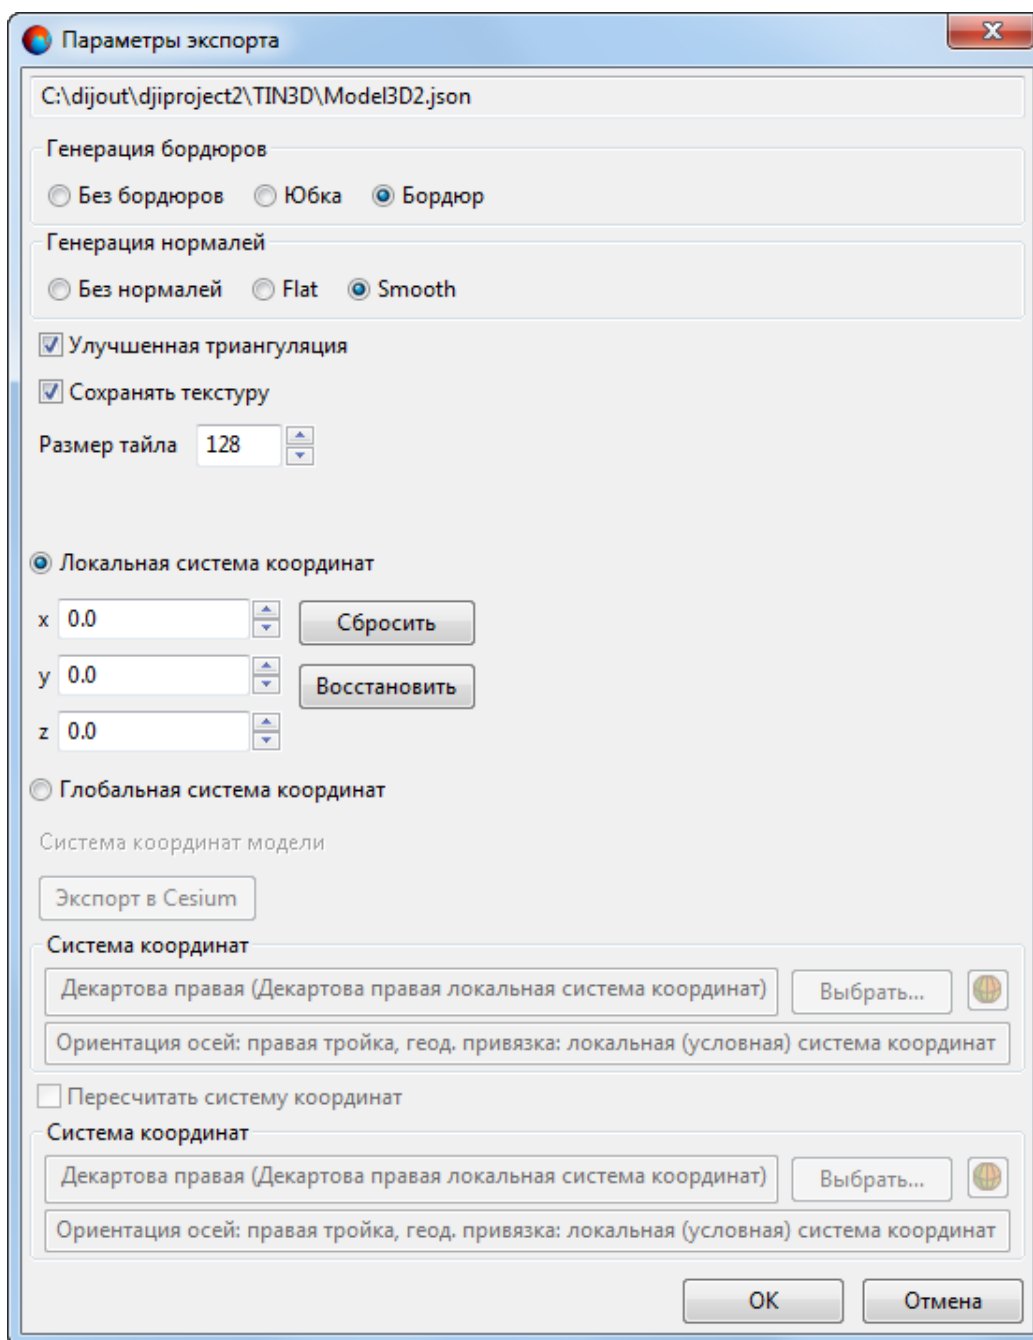 Параметры экспорта
C:\dijout\djiproject2\TIN3D\Model3D2.json
Генерация бордюров
Без бордюров Юбка Бордюр
Генерация нормалей
Без нормалей Flat Smooth
Улучшенная триангуляция
Сохранять текстуру
Размер тайла 128
Локальная система координат
x 0.0 Сбросить
y 0.0 Восстановить
z 0.0
Глобальная система координат
Система координат модели
Экспорт в Cesium
Система координат
Декартова правая (Декартова правая локальная система координат) Выбрать...
Ориентация осей: правая тройка, геод. привязка: локальная (условная) система координат
Пересчитать систему координат
Система координат
Декартова правая (Декартова правая локальная система координат) Выбрать...
Ориентация осей: правая тройка, геод. привязка: локальная (условная) система координат
OK Отмена